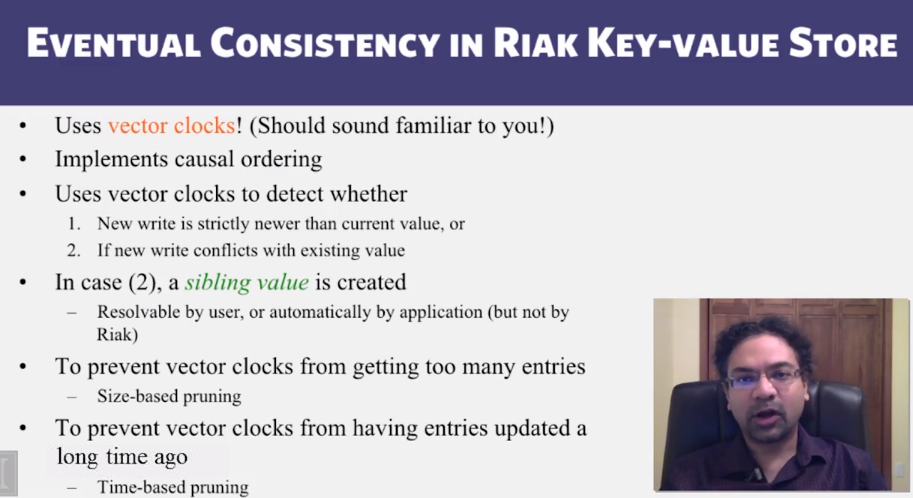 EVENTUAL CONSISTENCY IN RIAK KEY-VALUE STORE
• Uses vector clocks! (Should sound familiar to you!)
• Implements causal ordering
• Uses vector clocks to detect whether
1. New write is strictly newer than current value, or
2. If new write conflicts with existing value
• In case (2), a sibling value is created
– Resolvable by user, or automatically by application (but not by
Riak)
• To prevent vector clocks from getting too many entries
– Size-based pruning
• To prevent vector clocks from having entries updated a
long time ago
– Time-based pruning